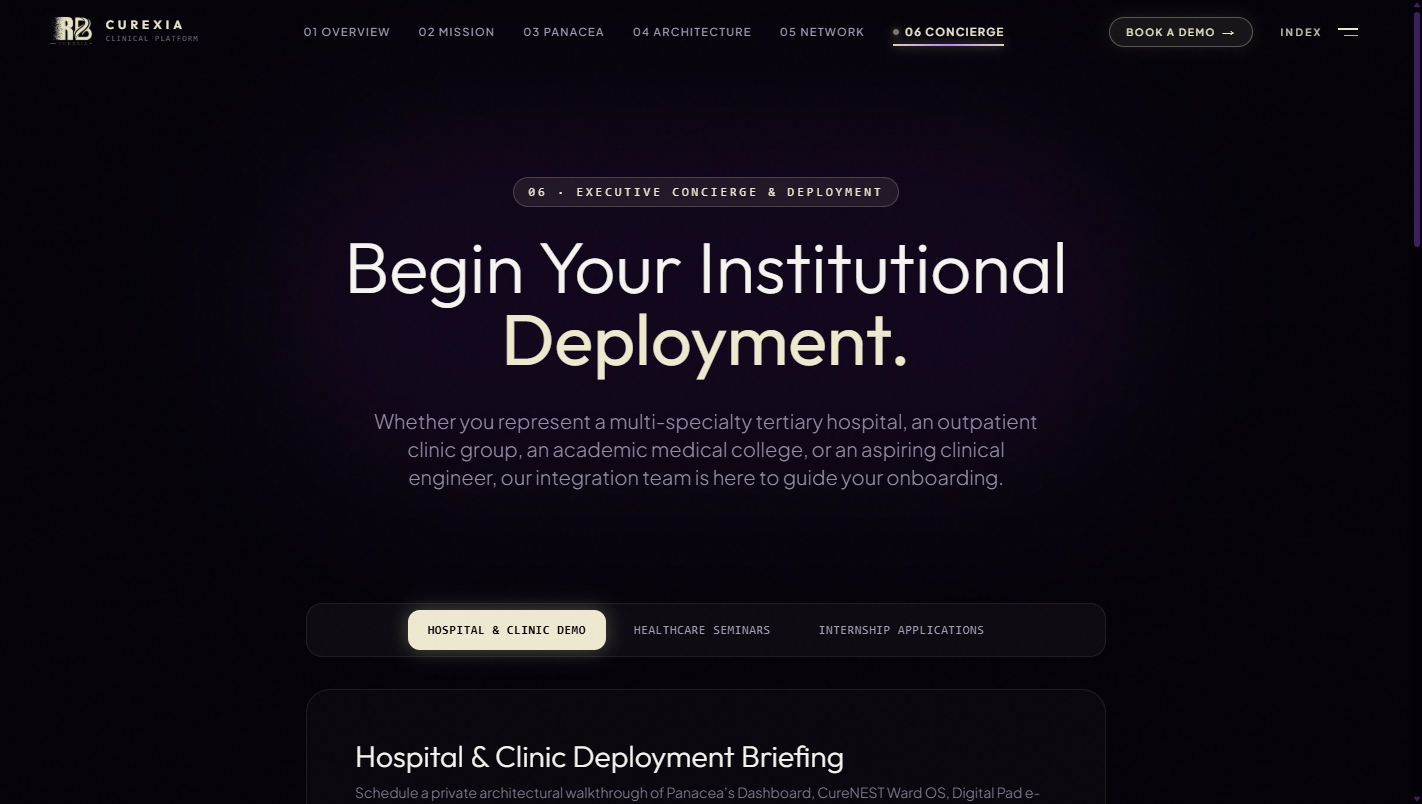 RB
CUREXIA
CLINICAL PLATFORM
01 OVERVIEW
02 MISSION
03 PANACEA
04 ARCHITECTURE
05 NETWORK
06 CONCIERGE
BOOK A DEMO →
INDEX
06 · EXECUTIVE CONCIERGE & DEPLOYMENT
Begin Your Institutional
Deployment.
Whether you represent a multi-specialty tertiary hospital, an outpatient
clinic group, an academic medical college, or an aspiring clinical
engineer, our integration team is here to guide your onboarding.
HOSPITAL & CLINIC DEMO
HEALTHCARE SEMINARS
INTERNSHIP APPLICATIONS
Hospital & Clinic Deployment Briefing
Schedule a private architectural walkthrough of Panacea's Dashboard, CureNEST Ward OS, Digital Pad e-